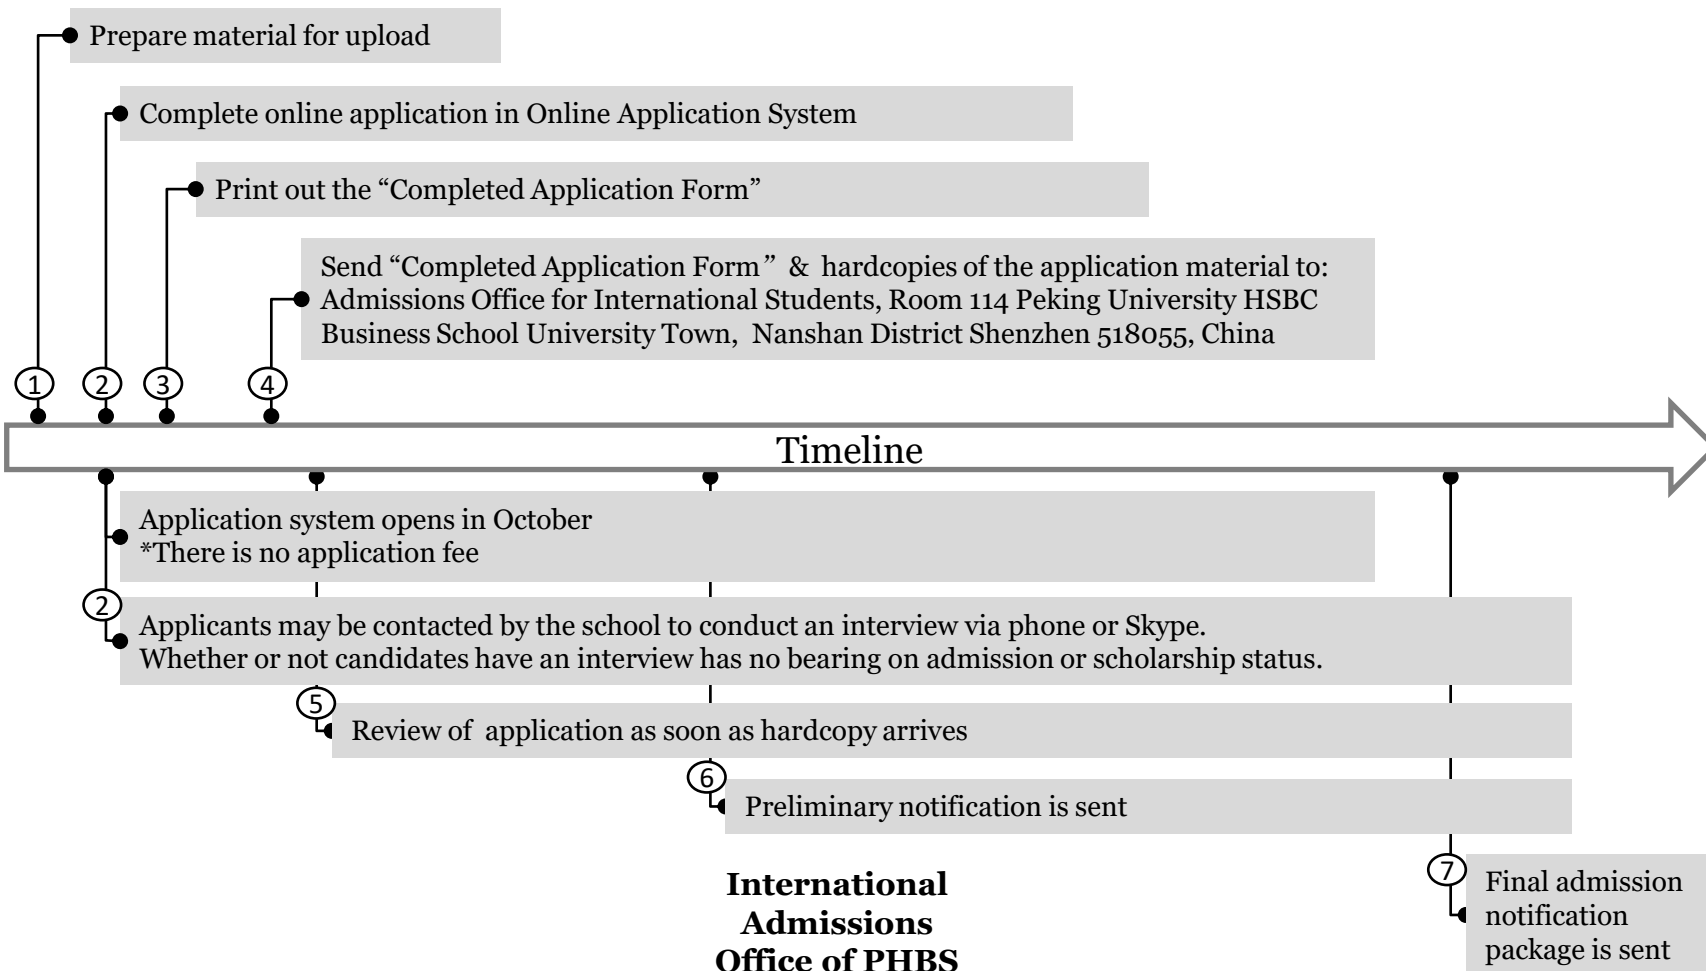 Prepare material for upload
Complete online application in Online Application System
Print out the “Completed Application Form”
Send “Completed Application Form” & hardcopies of the application material to:
Admissions Office for International Students, Room 114 Peking University HSBC
Business School University Town, Nanshan District Shenzhen 518055, China
1 2 3 4
Timeline
Application system opens in October
*There is no application fee
2
Applicants may be contacted by the school to conduct an interview via phone or Skype.
Whether or not candidates have an interview has no bearing on admission or scholarship status.
5
Review of application as soon as hardcopy arrives
6
Preliminary notification is sent
7
Final admission
notification
package is sent
International
Admissions
Office of PHBS